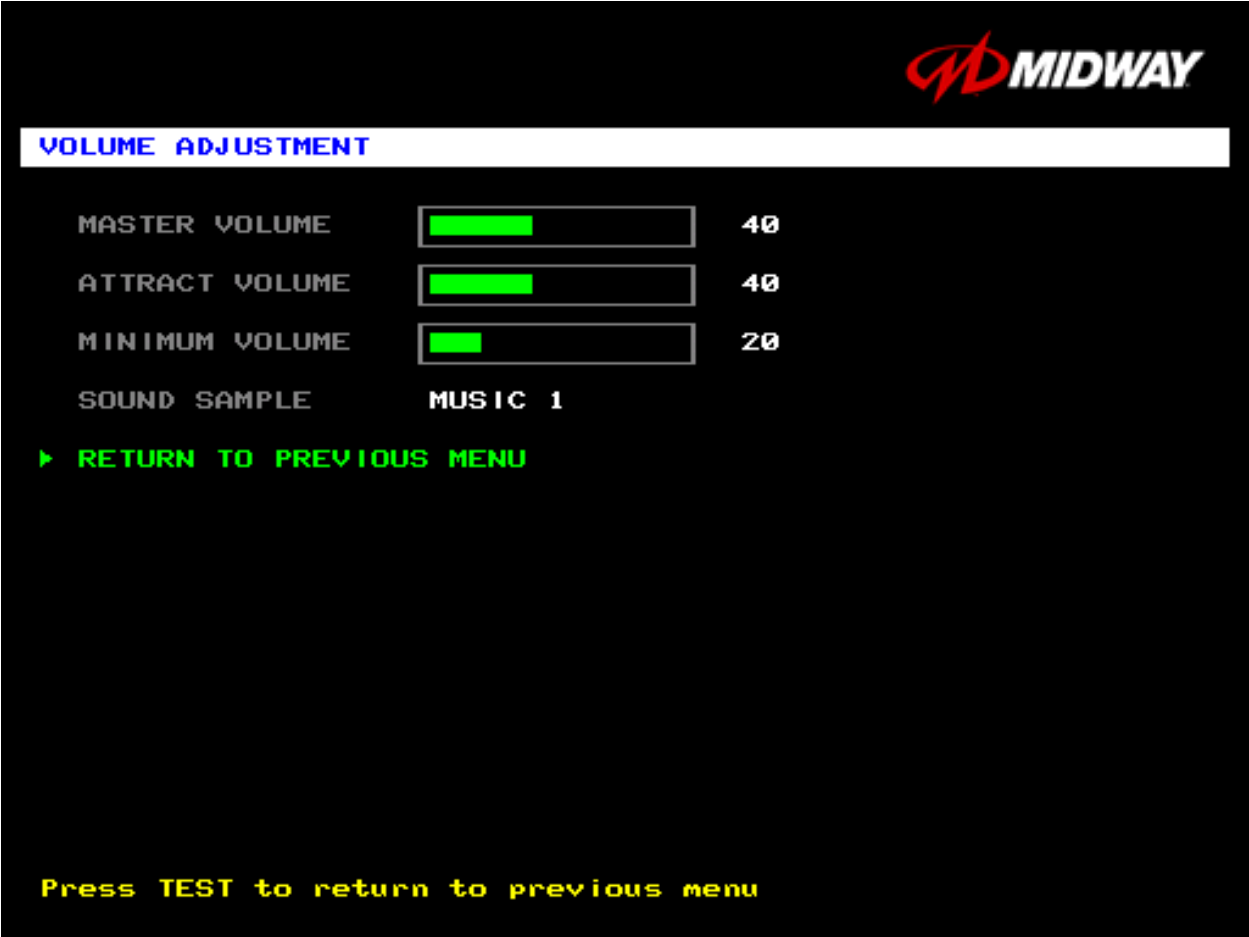 MIDWAY
VOLUME ADJUSTMENT
MASTER VOLUME 40
ATTRACT VOLUME 40
MINIMUM VOLUME 20
SOUND SAMPLE MUSIC 1
RETURN TO PREVIOUS MENU
Press TEST to return to previous menu